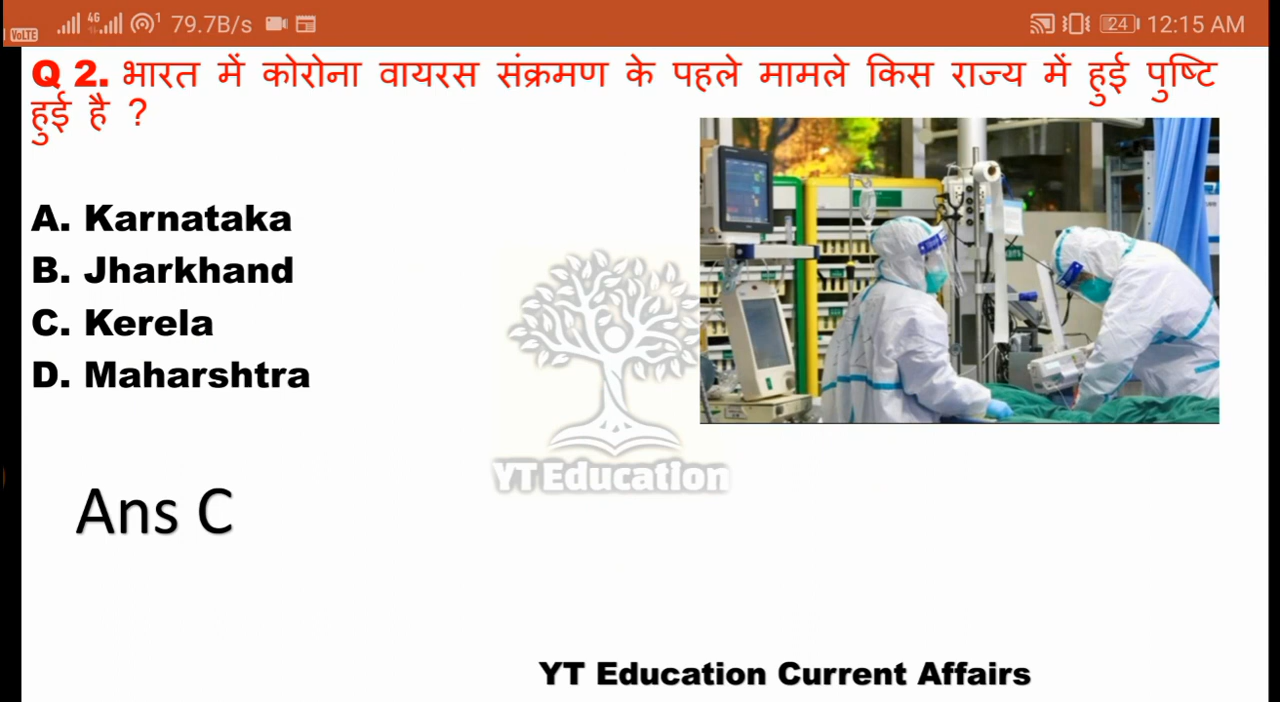 VoLTE 4G 1 79.7B/s 24 12:15 AM
Q 2. भारत में कोरोना वायरस संक्रमण के पहले मामले किस राज्य में हुई पुष्टि
हुई है ?
A. Karnataka
B. Jharkhand
C. Kerela
D. Maharshtra
YT Education
Ans C
YT Education Current Affairs